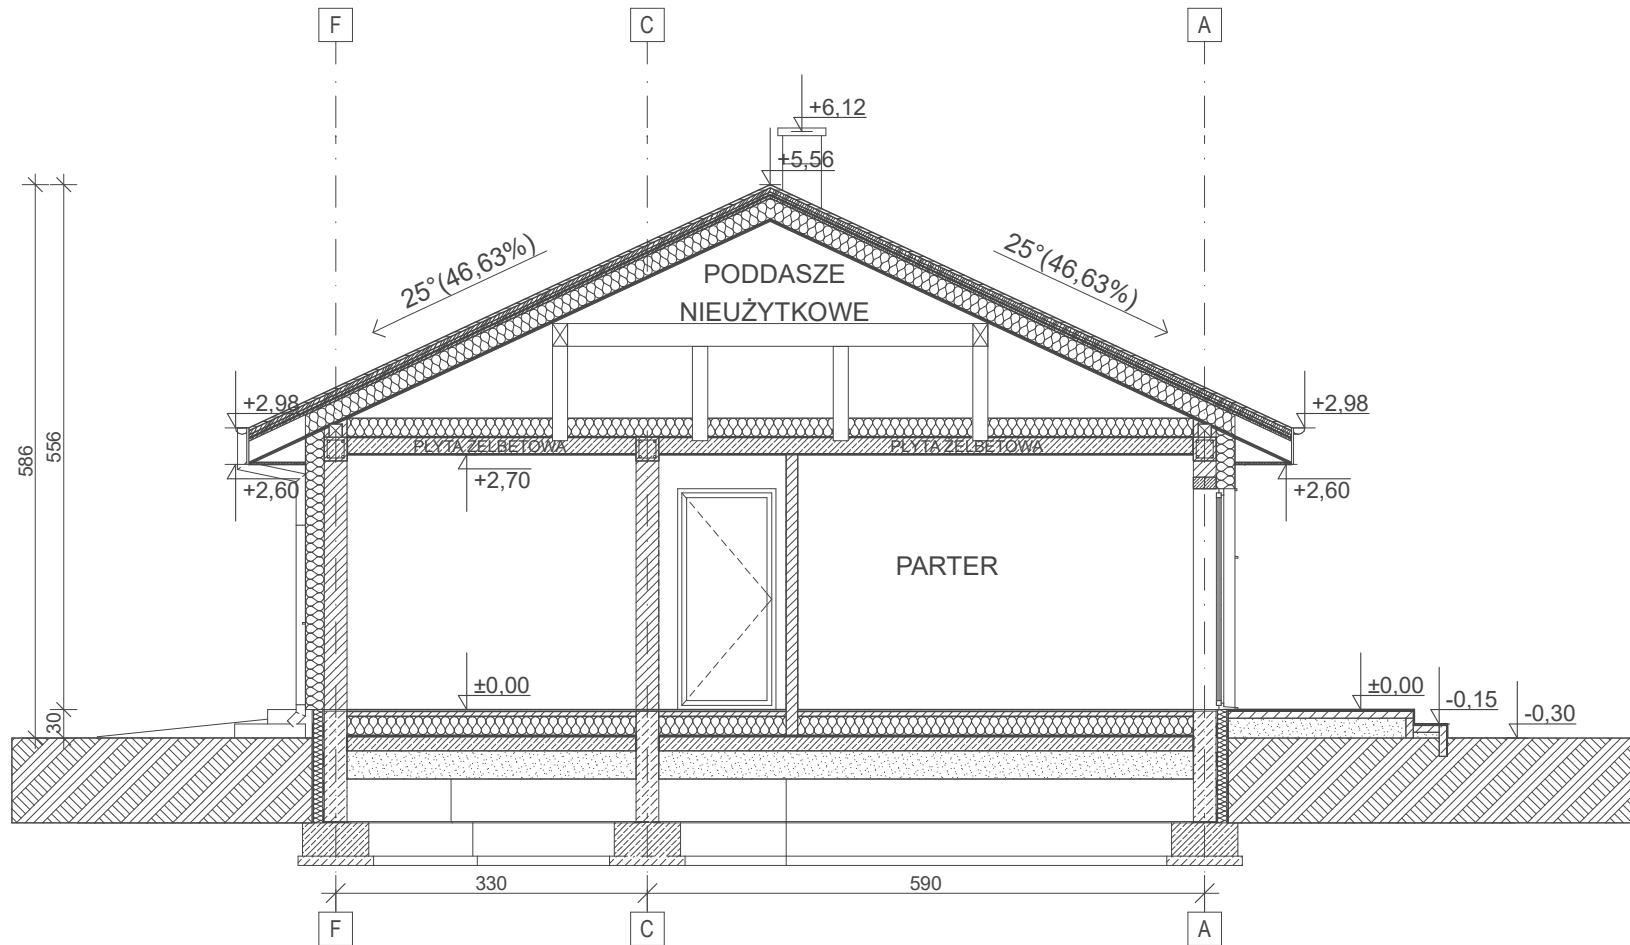 F
C
A
+6,12
+5,56
25°(46,63%)
25°(46,63%)
PODDASZE
NIEUŻYTKOWE
+2,98
+2,98
586
556
PŁYTA ŻELBETOWA
PŁYTA ŻELBETOWA
+2,60
+2,70
+2,60
PARTER
±0,00
±0,00
-0,15
-0,30
30
330
590
F
C
A